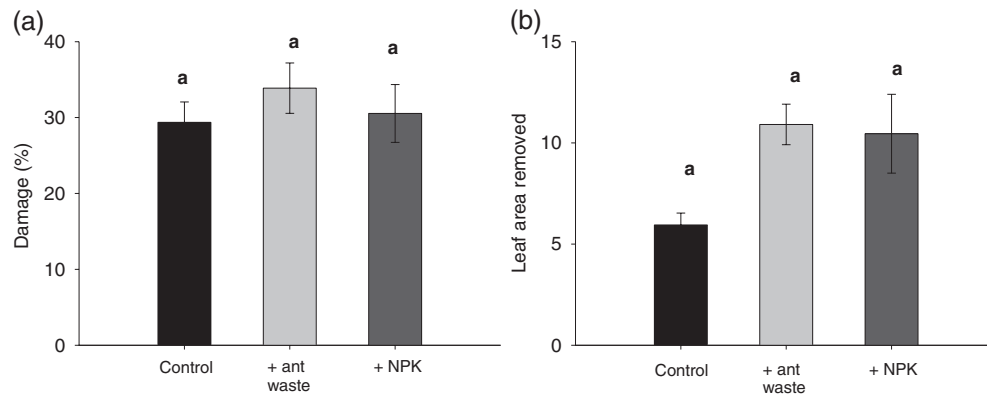 (a)
40
30
20
10
0
Damage (%)
a
a
a
Control
+ ant
waste
+ NPK
(b)
15
10
5
0
Leaf area removed
a
a
a
Control
+ ant
waste
+ NPK